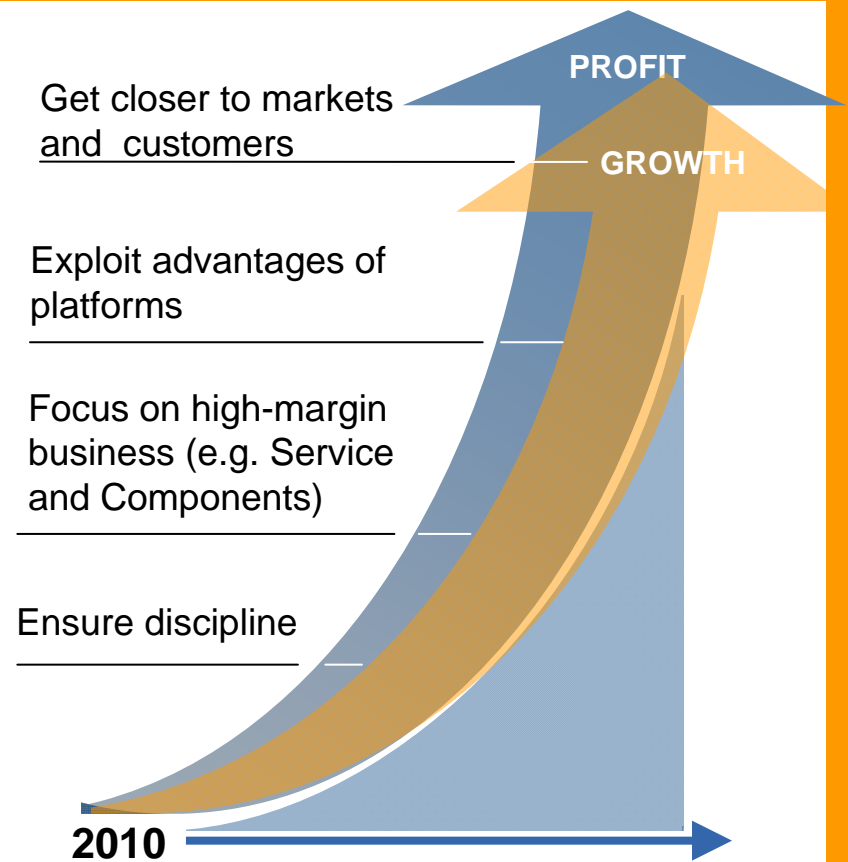 PROFIT
Get closer to markets
and customers
GROWTH
Exploit advantages of
platforms
Focus on high-margin
business (e.g. Service
and Components)
Ensure discipline
2010